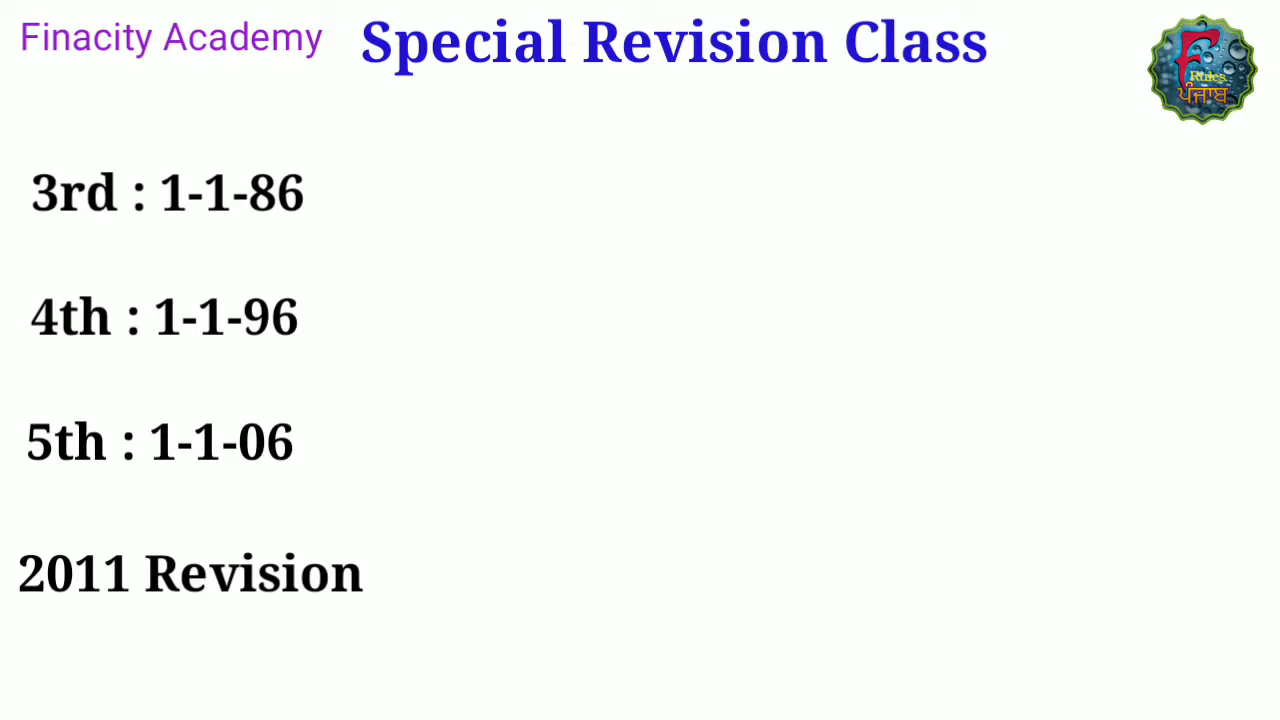 Finacity Academy
Special Revision Class
F
Rules
ਪੰਜਾਬ
3rd : 1-1-86
4th : 1-1-96
5th : 1-1-06
2011 Revision